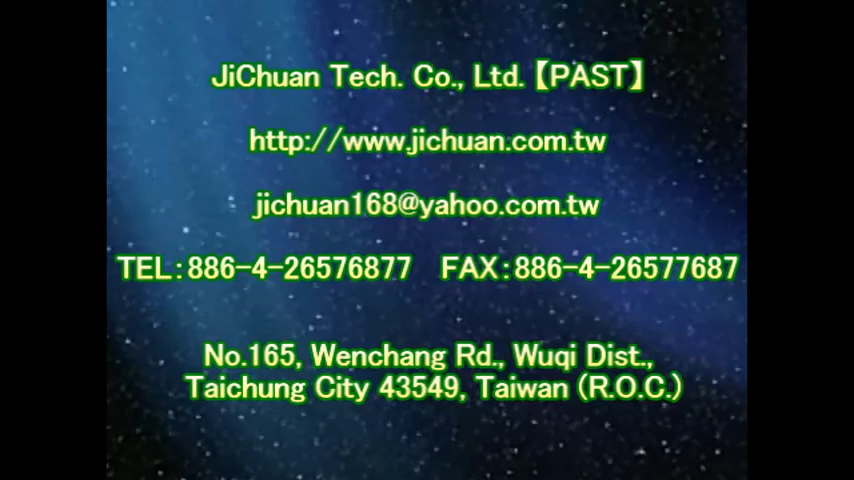 JiChuan Tech. Co., Ltd.【PAST】
http://www.jichuan.com.tw
jichuan168@yahoo.com.tw
TEL:886-4-26576877 FAX:886-4-26577687
No.165, Wenchang Rd., Wuqi Dist.,
Taichung City 43549, Taiwan (R.O.C.)